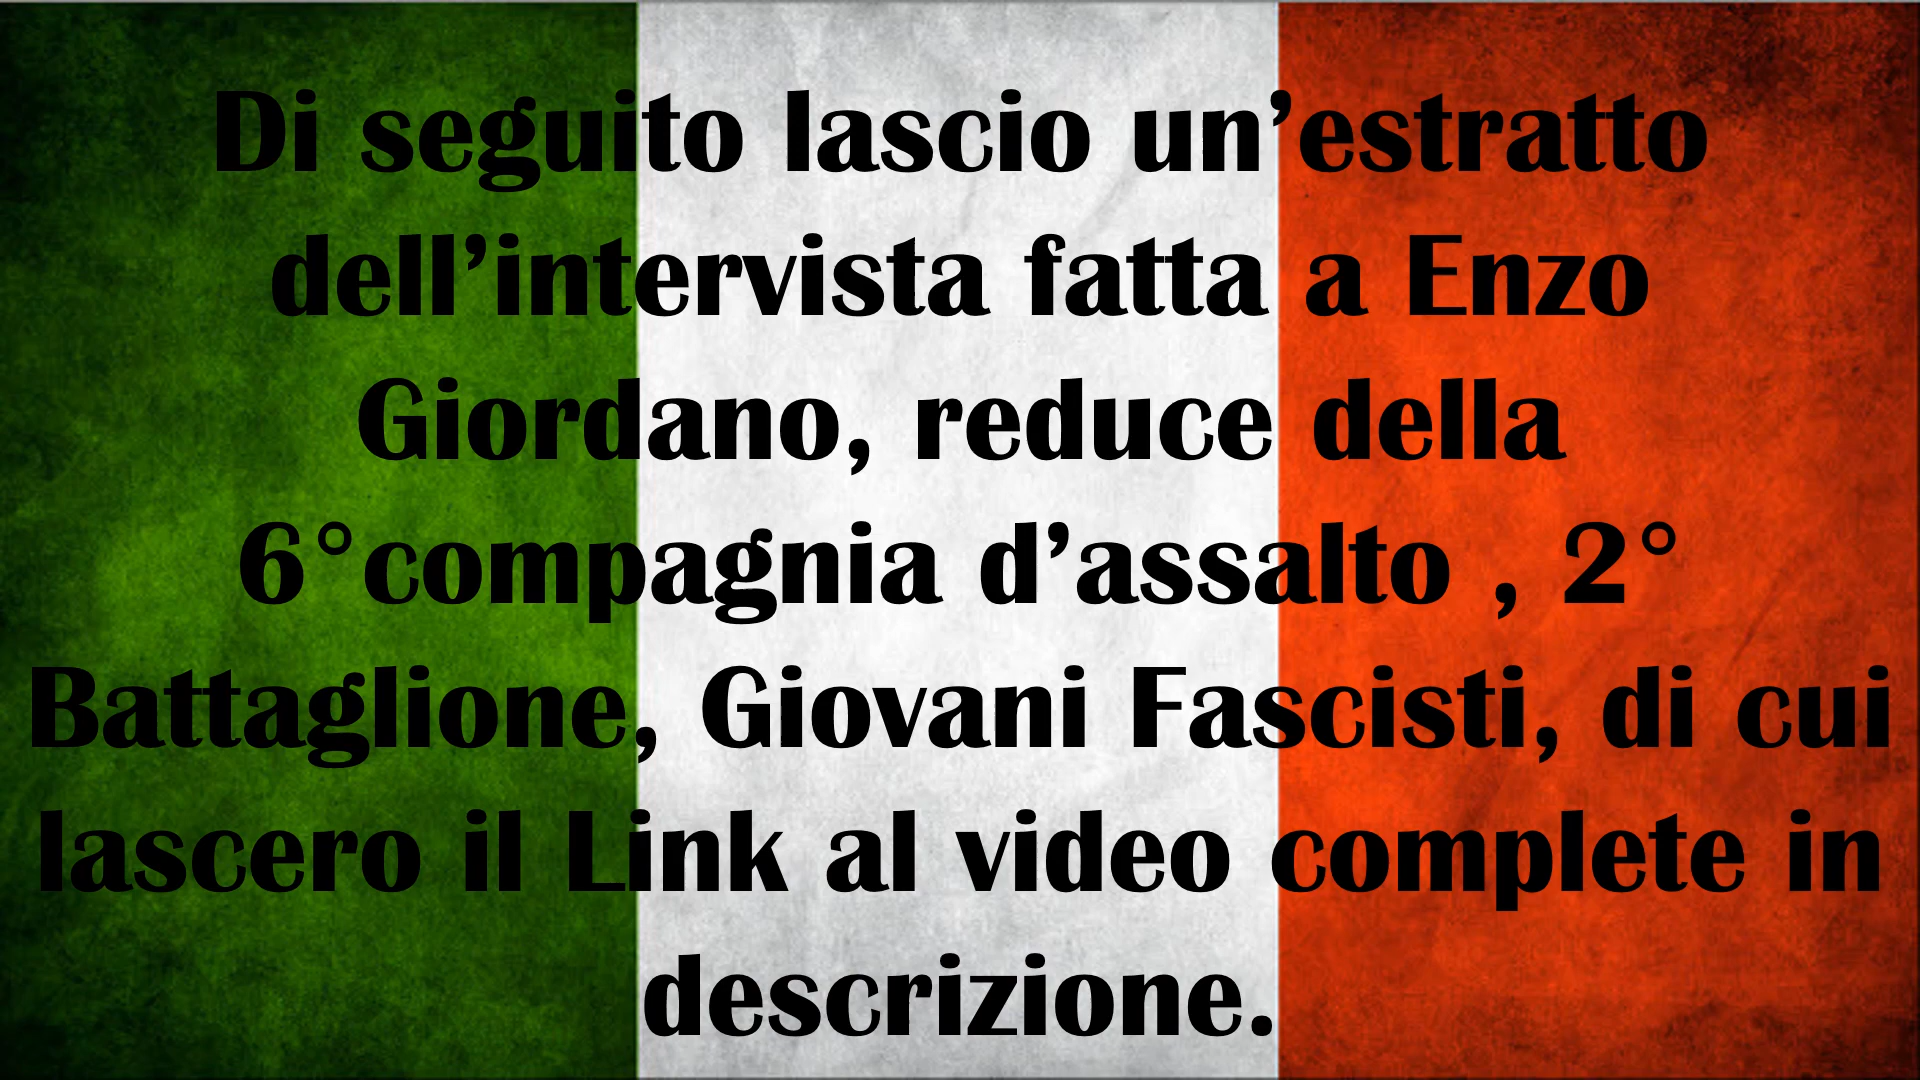 Di seguito lascio un’estratto
dell’intervista fatta a Enzo
Giordano, reduce della
6°compagnia d’assalto , 2°
Battaglione, Giovani Fascisti, di cui
lascero il Link al video complete in
descrizione.